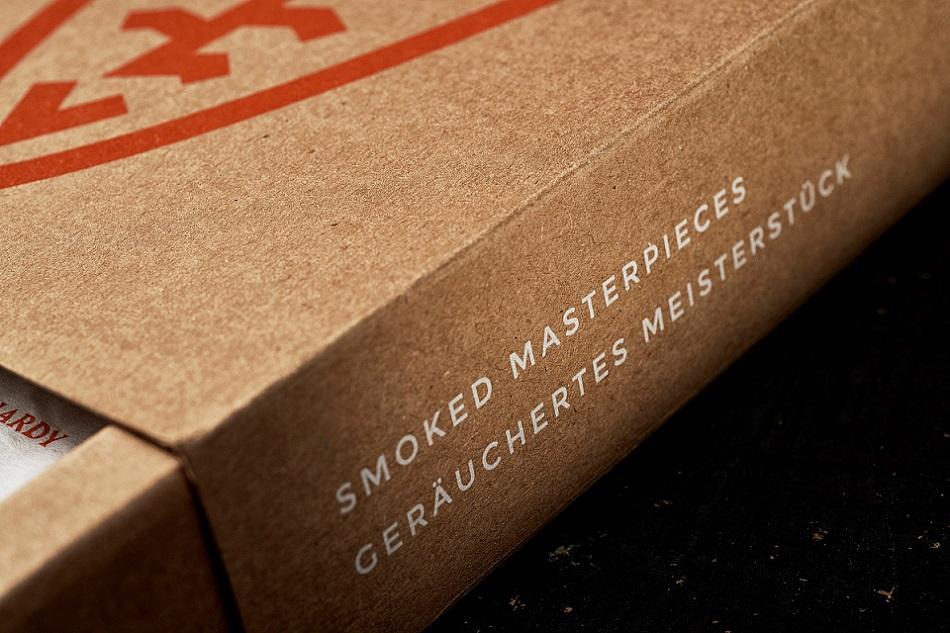 SMOKED MASTERPIECES
GERÄUCHERTES MEISTERSTÜCK